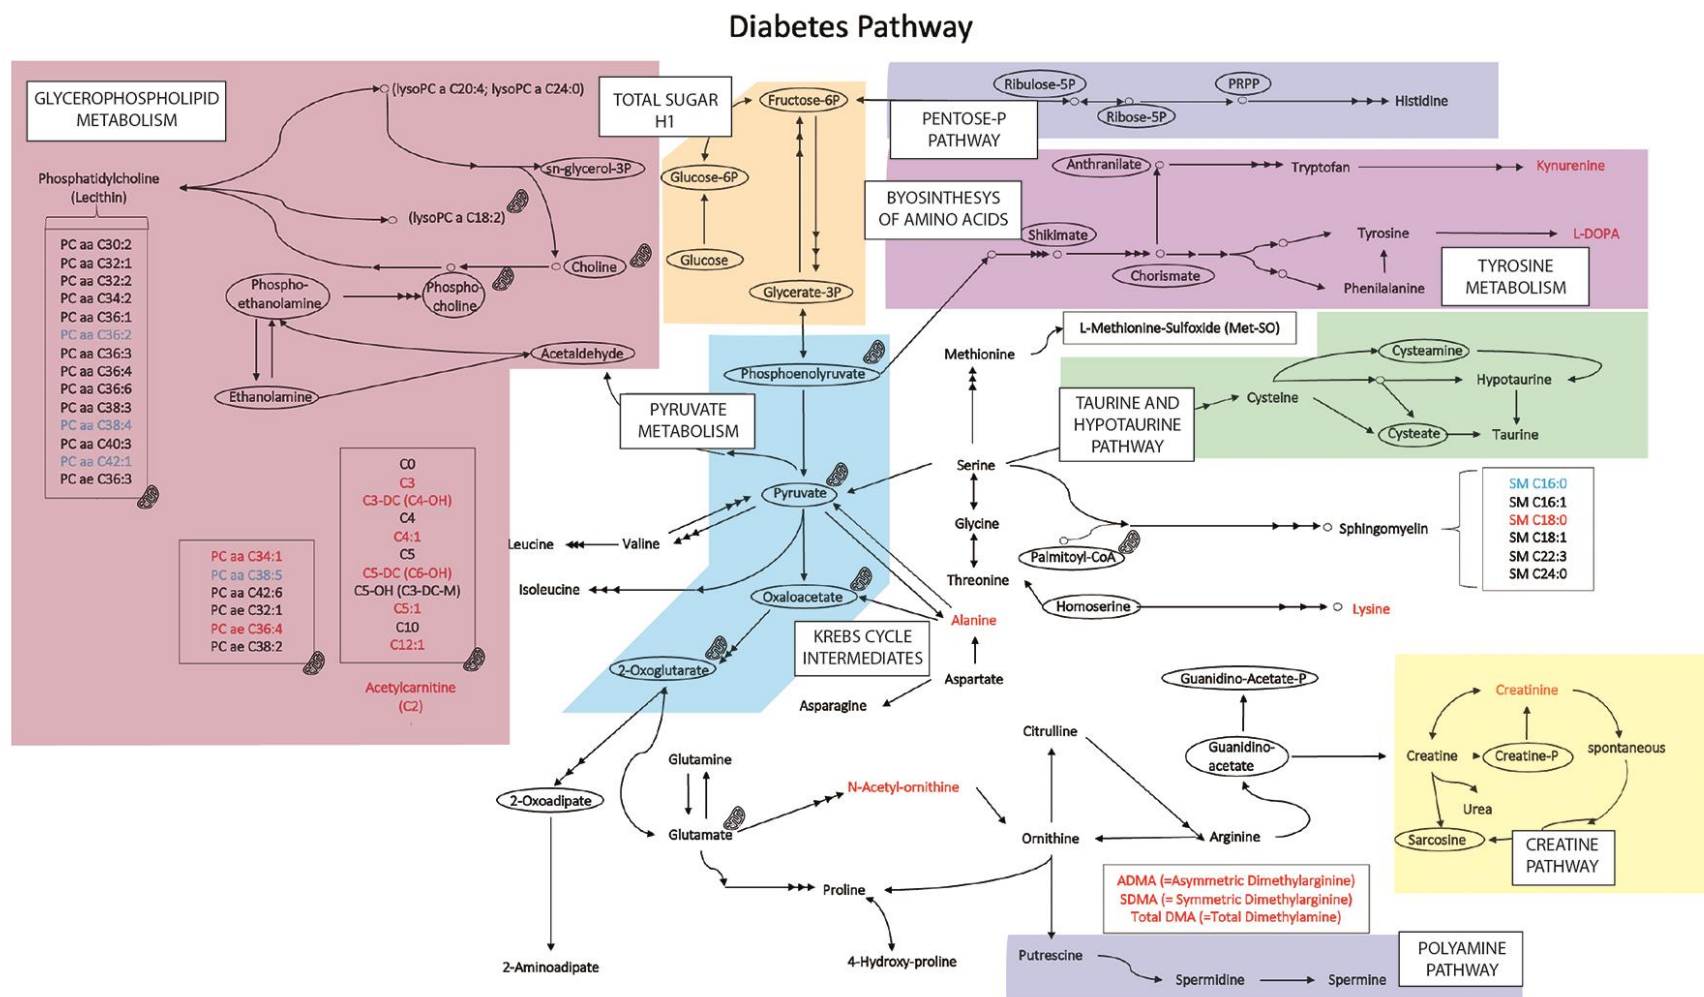 Diabetes Pathway
GLYCEROPHOSPHOLIPID
METABOLISM
(lysoPC a C20:4; lysoPC a C24:0)
sn-glycerol-3P
Phosphatidylcholine
(Lecithin)
(lysoPC a C18:2)
PC aa C30:2
PC aa C32:1
PC aa C32:2
PC aa C34:2
PC aa C36:1
PC aa C36:2
PC aa C36:3
PC aa C36:4
PC aa C36:6
PC aa C38:3
PC aa C38:4
PC aa C40:3
PC aa C42:1
PC ae C36:3
Choline
Phospho-
choline
Phospho-
ethanolamine
Acetaldehyde
Ethanolamine
C0
C3
C3-DC (C4-OH)
C4
C4:1
C5
C5-DC (C6-OH)
C5-OH (C3-DC-M)
C5:1
C10
C12:1
PC aa C34:1
PC aa C38:5
PC aa C42:6
PC ae C32:1
PC ae C36:4
PC ae C38:2
Acetylcarnitine
(C2)
TOTAL SUGAR
H1
Fructose-6P
Glucose-6P
Glucose
Glycerate-3P
PENTOSE-P
PATHWAY
Ribulose-5P
Ribose-5P
PRPP
Histidine
BYOSINTHESYS
OF AMINO ACIDS
Anthranilate
Tryptofan
Kynurenine
Shikimate
Chorismate
Tyrosine
L-DOPA
Phenilalanine
TYROSINE
METABOLISM
Phosphoenolyruvate
PYRUVATE
METABOLISM
Pyruvate
Leucine
Valine
Isoleucine
Oxaloacetate
2-Oxoglutarate
KREBS CYCLE
INTERMEDIATES
Methionine
L-Methionine-Sulfoxide (Met-SO)
Serine
Glycine
Threonine
Alanine
Aspartate
Asparagine
TAURINE AND
HYPOTAURINE
PATHWAY
Cysteine
Cysteamine
Hypotaurine
Cysteate
Taurine
Palmitoyl-CoA
Sphingomyelin
SM C16:0
SM C16:1
SM C18:0
SM C18:1
SM C22:3
SM C24:0
Homoserine
Lysine
2-Oxoadipate
2-Aminoadipate
Glutamine
Glutamate
N-Acetyl-ornithine
Proline
4-Hydroxy-proline
Citrulline
Ornithine
Arginine
Guanidino-Acetate-P
Guanidino-
acetate
Creatinine
Creatine
Creatine-P
spontaneous
Urea
Sarcosine
CREATINE
PATHWAY
ADMA (=Asymmetric Dimethylarginine)
SDMA (= Symmetric Dimethylarginine)
Total DMA (=Total Dimethylamine)
Putrescine
Spermidine
Spermine
POLYAMINE
PATHWAY